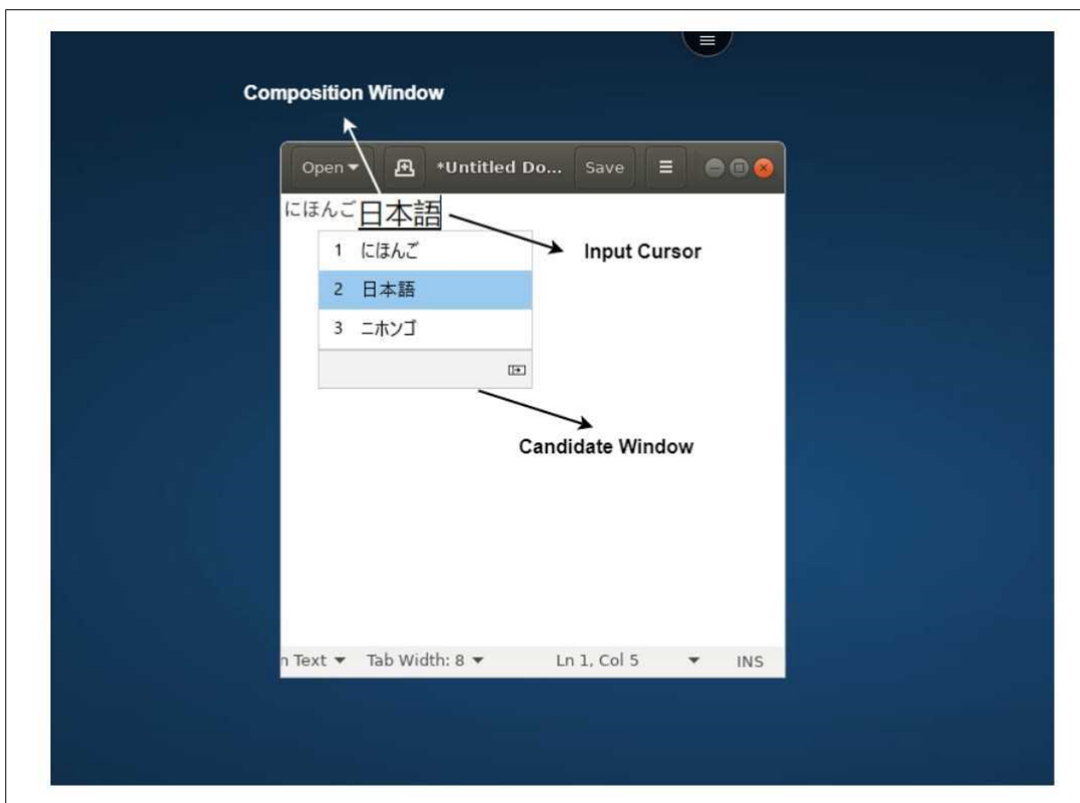 Composition Window
Open *Untitled Do... Save
にほんご日本語
1 にほんご
Input Cursor
2 日本語
3 ニホンゴ
Candidate Window
n Text Tab Width: 8 Ln 1, Col 5 INS